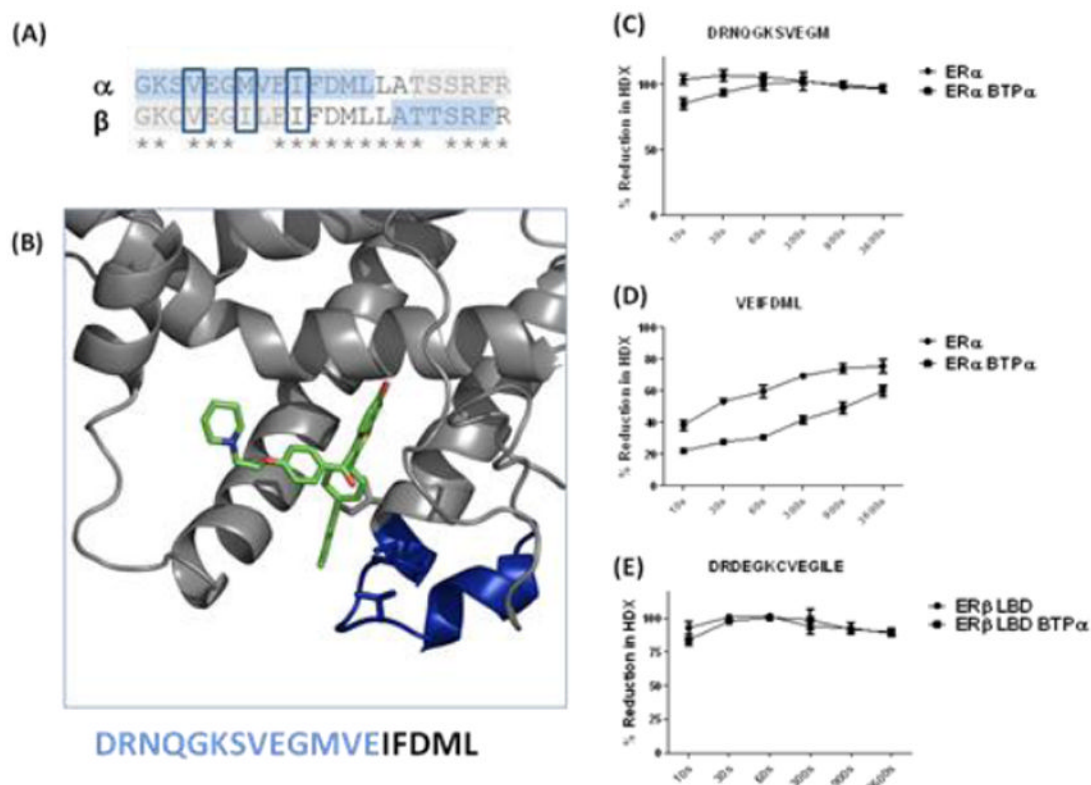 (A)
α GKSVEGMVEIFDMLLATSSRFR
β GKCVEGILEIFDMLLATTSRFR
** *** ********* ****
(B)
DRNQGKSVEGMVEIFDML
(C)
DRNQGKSVEGM
% Reduction in HDX
100
50
0
10s 30s 60s 300s 900s 3600s
ERα
ERα BTPα
(D)
VEIFDML
% Reduction in HDX
100
80
60
40
20
0
10s 30s 60s 300s 900s 3600s
ERα
ERα BTPα
(E)
DRDEGKCVEGILE
% Reduction in HDX
100
75
50
25
0
10s 30s 60s 300s 900s 3600s
ERβ LBD
ERβ LBD BTPα